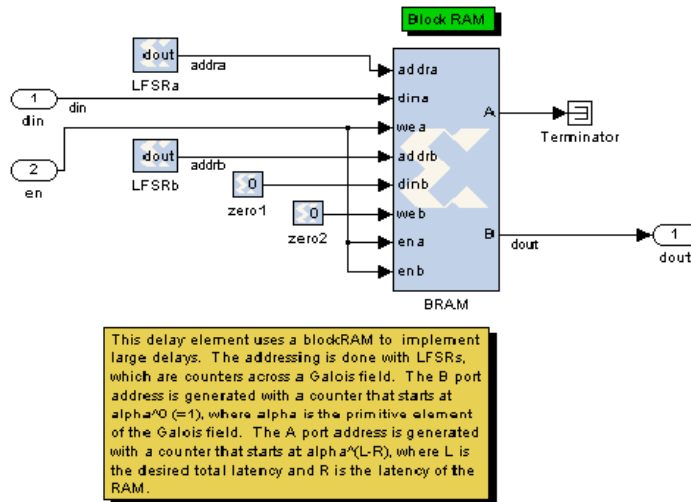 Block RAM
dout
LFSRa
addra
1
din
din
2
en
dout
LFSRb
addrb
0
zero1
0
zero2
addra
dina
wea
addrb
dinb
web
ena
enb
A
B
BRAM
Terminator
dout
1
dout
This delay element uses a blockRAM to implement
large delays. The addressing is done with LFSRs,
which are counters across a Galois field. The B port
address is generated with a counter that starts at
alpha^0 (=1), where alpha is the primitive element
of the Galois field. The A port address is generated
with a counter that starts at alpha^(L-R), where L is
the desired total latency and R is the latency of the
RAM.